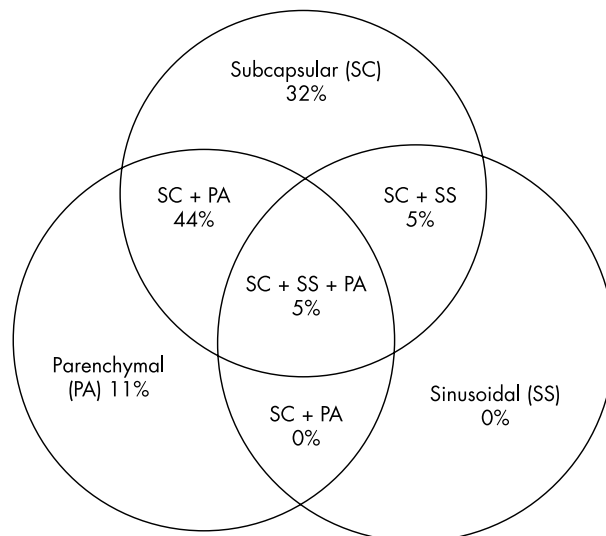 Subcapsular (SC)
32%
SC + PA
44%
SC + SS
5%
SC + SS + PA
5%
Parenchymal
(PA) 11%
Sinusoidal (SS)
0%
SC + PA
0%